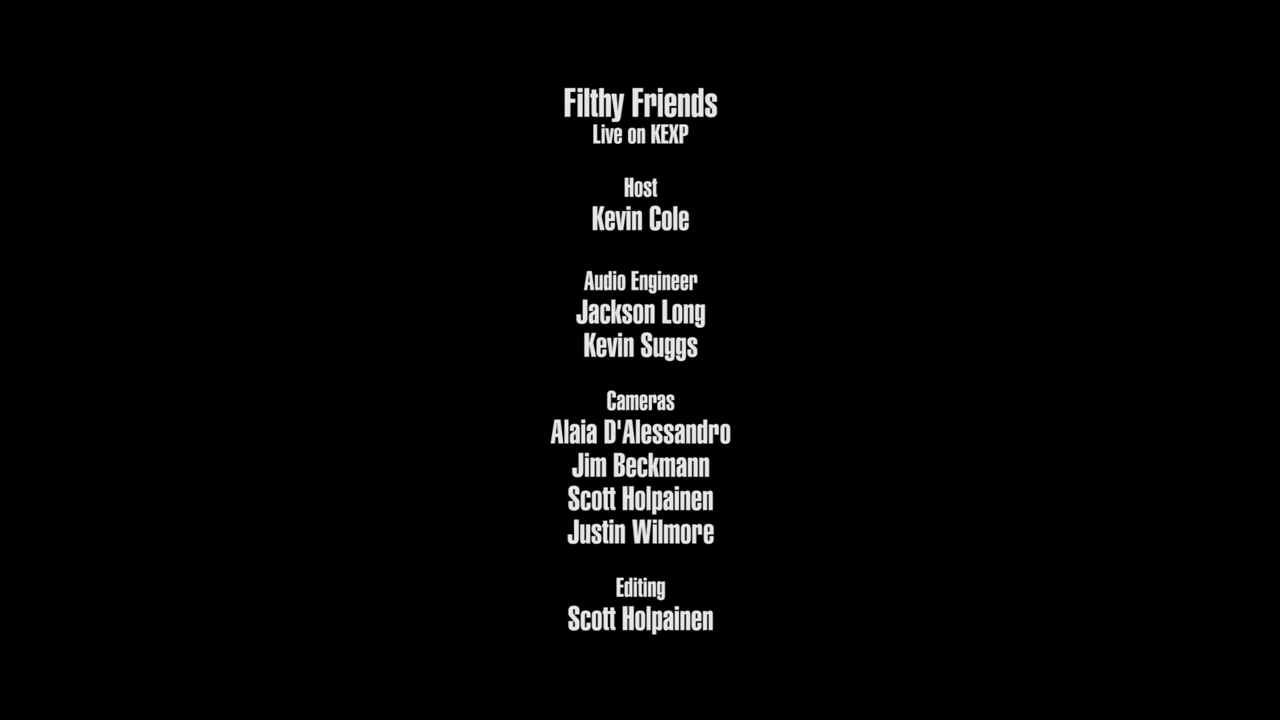 Filthy Friends
Live on KEXP
Host
Kevin Cole
Audio Engineer
Jackson Long
Kevin Suggs
Cameras
Alaia D'Alessandro
Jim Beckmann
Scott Holpainen
Justin Wilmore
Editing
Scott Holpainen